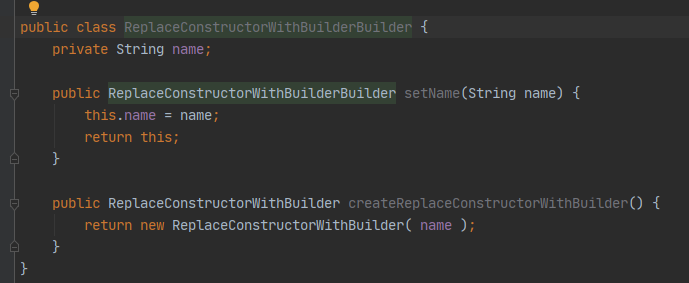 public class ReplaceConstructorWithBuilderBuilder {
private String name;
public ReplaceConstructorWithBuilderBuilder setName(String name) {
this.name = name;
return this;
}
public ReplaceConstructorWithBuilder createReplaceConstructorWithBuilder() {
return new ReplaceConstructorWithBuilder( name );
}
}